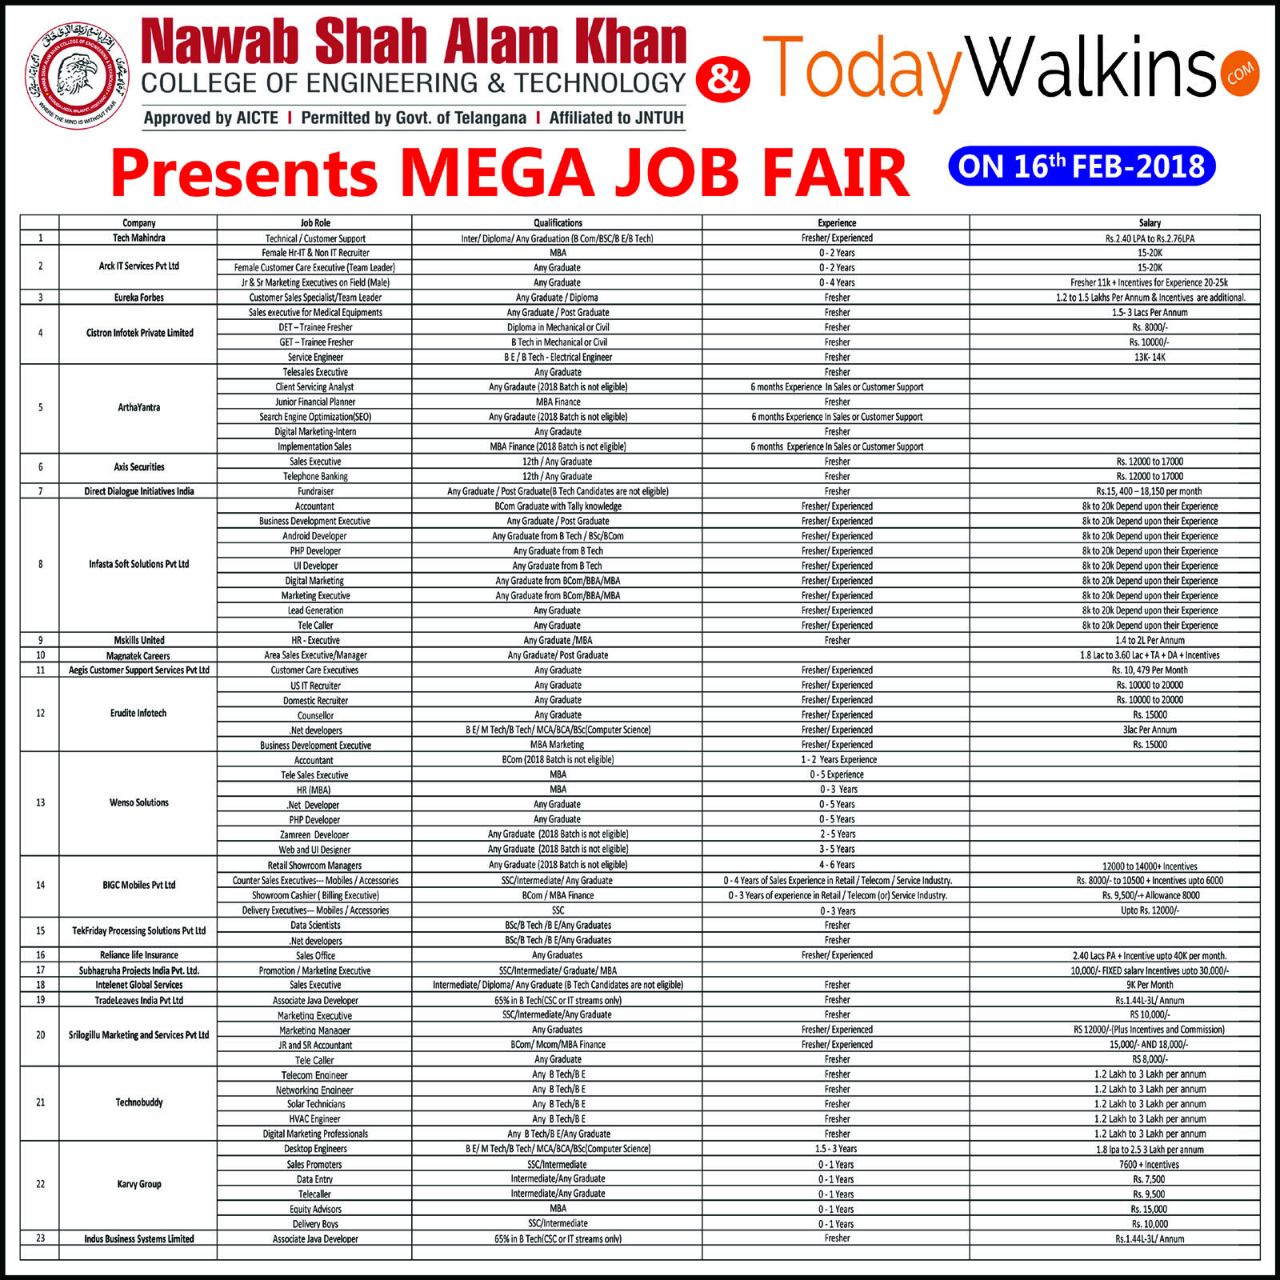 Nawab Shah Alam Khan
COLLEGE OF ENGINEERING & TECHNOLOGY
Approved by AICTE I Permitted by Govt. of Telangana I Affiliated to JNTUH
&
TodayWalkins.COM
WHERE THE MIND IS WITHOUT FEAR
Presents MEGA JOB FAIR ON 16th FEB-2018
Company Job Role Qualifications Experience Salary
1 Tech Mahindra Technical / Customer Support Inter/ Diploma/ Any Graduation (B Com/BSC/B E/B Tech) Fresher/ Experienced Rs.2.40 LPA to Rs.2.76LPA
2 Arck IT Services Pvt Ltd Female Hr-IT & Non IT Recruiter MBA 0 - 2 Years 15-20K
Female Customer Care Executive (Team Leader) Any Graduate 0 - 2 Years 15-20K
Jr & Sr Marketing Executives on Field (Male) Any Graduate 0 - 4 Years Fresher 11k + Incentives for Experience 20-25k
3 Eureka Forbes Customer Sales Specialist/Team Leader Any Graduate / Diploma Fresher 1.2 to 1.5 Lakhs Per Annum & Incentives are additional.
4 Cistron Infotek Private Limited Sales executive for Medical Equipments Any Graduate / Post Graduate Fresher 1.5- 3 Lacs Per Annum
DET – Trainee Fresher Diploma in Mechanical or Civil Fresher Rs. 8000/-
GET – Trainee Fresher B Tech in Mechanical or Civil Fresher Rs. 10000/-
Service Engineer B E / B Tech - Electrical Engineer Fresher 13K- 14K
5 ArthaYantra Telesales Executive Any Graduate Fresher
Client Servicing Analyst Any Gradaute (2018 Batch is not eligible) 6 months Experience In Sales or Customer Support
Junior Financial Planner MBA Finance Fresher
Search Engine Optimization(SEO) Any Gradaute (2018 Batch is not eligible) 6 months Experience In Sales or Customer Support
Digital Marketing-Intern Any Gradaute Fresher
Implementation Sales MBA Finance (2018 Batch is not eligible) 6 months Experience In Sales or Customer Support
6 Axis Securities Sales Executive 12th / Any Graduate Fresher Rs. 12000 to 17000
Telephone Banking 12th / Any Graduate Fresher Rs. 12000 to 17000
7 Direct Dialogue Initiatives India Fundraiser Any Graduate / Post Graduate(B Tech Candidates are not eligible) Fresher Rs.15, 400 – 18,150 per month
8 Infasta Soft Solutions Pvt Ltd Accountant BCom Graduate with Tally knowledge Fresher/ Experienced 8k to 20k Depend upon their Experience
Business Development Executive Any Graduate / Post Graduate Fresher/ Experienced 8k to 20k Depend upon their Experience
Android Developer Any Graduate from B Tech / BSc/BCom Fresher/ Experienced 8k to 20k Depend upon their Experience
PHP Developer Any Graduate from B Tech Fresher/ Experienced 8k to 20k Depend upon their Experience
UI Developer Any Graduate from B Tech Fresher/ Experienced 8k to 20k Depend upon their Experience
Digital Marketing Any Graduate from BCom/BBA/MBA Fresher/ Experienced 8k to 20k Depend upon their Experience
Marketing Executive Any Graduate from BCom/BBA/MBA Fresher/ Experienced 8k to 20k Depend upon their Experience
Lead Generation Any Graduate Fresher/ Experienced 8k to 20k Depend upon their Experience
Tele Caller Any Graduate Fresher/ Experienced 8k to 20k Depend upon their Experience
9 Mskills United HR - Executive Any Graduate /MBA Fresher 1.4 to 2L Per Annum
10 Magnatek Careers Area Sales Executive/Manager Any Graduate/ Post Graduate 1.8 Lac to 3.60 Lac + TA + DA + Incentives
11 Aegis Customer Support Services Pvt Ltd Customer Care Executives Any Graduate Fresher/ Experienced Rs. 10, 479 Per Month
12 Erudite Infotech US IT Recruiter Any Graduate Fresher/ Experienced Rs. 10000 to 20000
Domestic Recruiter Any Graduate Fresher/ Experienced Rs. 10000 to 20000
Counsellor Any Graduate Fresher/ Experienced Rs. 15000
.Net developers B E/ M Tech/B Tech/ MCA/BCA/BSc(Computer Science) Fresher/ Experienced 3lac Per Annum
Business Development Executive MBA Marketing Fresher/ Experienced Rs. 15000
13 Wenso Solutions Accountant BCom (2018 Batch is not eligible) 1 - 2 Years Experience
Tele Sales Executive MBA 0 - 5 Experience
HR (MBA) MBA 0 - 3 Years
.Net Developer Any Graduate 0 - 5 Years
PHP Developer Any Graduate 0 - 5 Years
Zamreen Developer Any Graduate (2018 Batch is not eligible) 2 - 5 Years
Web and UI Designer Any Graduate (2018 Batch is not eligible) 3 - 5 Years
14 BIGC Mobiles Pvt Ltd Retail Showroom Managers Any Graduate (2018 Batch is not eligible) 4 - 6 Years 12000 to 14000+ Incentives
Counter Sales Executives--- Mobiles / Accessories SSC/Intermediate/ Any Graduate 0 - 4 Years of Sales Experience in Retail / Telecom / Service Industry. Rs. 8000/- to 10500 + Incentives upto 6000
Showroom Cashier ( Billing Executive) BCom / MBA Finance 0 - 3 Years of experience in Retail / Telecom (or) Service Industry. Rs. 9,500/-+ Allowance 8000
Delivery Executives--- Mobiles / Accessories SSC 0 - 3 Years Upto Rs. 12000/-
15 TekFriday Processing Solutions Pvt Ltd Data Scientists BSc/B Tech /B E/Any Graduates Fresher
.Net developers BSc/B Tech /B E/Any Graduates Fresher
16 Reliance life Insurance Sales Office Any Graduates Fresher/ Experienced 2.40 Lacs PA + Incentive upto 40K per month.
17 Subhagruha Projects India Pvt. Ltd. Promotion / Marketing Executive SSC/Intermediate/ Graduate/ MBA 10,000/- FIXED salary Incentives upto 30,000/-
18 Intelenet Global Services Sales Executive Intermediate/ Diploma/ Any Graduate (B Tech Candidates are not eligible) Fresher 9K Per Month
19 TradeLeaves India Pvt Ltd Associate Java Developer 65% in B Tech(CSC or IT streams only) Fresher Rs.1.44L-3L/ Annum
20 Srilogillu Marketing and Services Pvt Ltd Marketing Executive SSC/Intermediate/Any Graduate Fresher RS 10,000/-
Marketing Manager Any Graduates Fresher/ Experienced RS 12000/-(Plus Incentives and Commission)
JR and SR Accountant BCom/ Mcom/MBA Finance Fresher/ Experienced 15,000/- AND 18,000/-
Tele Caller Any Graduate Fresher RS 8,000/-
21 Technobuddy Telecom Engineer Any B Tech/B E Fresher 1.2 Lakh to 3 Lakh per annum
Networking Engineer Any B Tech/B E Fresher 1.2 Lakh to 3 Lakh per annum
Solar Technicians Any B Tech/B E Fresher 1.2 Lakh to 3 Lakh per annum
HVAC Engineer Any B Tech/B E Fresher 1.2 Lakh to 3 Lakh per annum
Digital Marketing Professionals Any B Tech/B E/Any Graduate Fresher 1.2 Lakh to 3 Lakh per annum
22 Karvy Group Desktop Engineers B E/ M Tech/B Tech/ MCA/BCA/BSc(Computer Science) 1.5 - 3 Years 1.8 lpa to 2.5 3 Lakh per annum
Sales Promoters SSC/Intermediate 0 - 1 Years 7600 + Incentives
Data Entry Intermediate/Any Graduate 0 - 1 Years Rs. 7,500
Telecaller Intermediate/Any Graduate 0 - 1 Years Rs. 9,500
Equity Advisors MBA 0 - 1 Years Rs. 15,000
Delivery Boys SSC/Intermediate 0 - 1 Years Rs. 10,000
23 Indus Business Systems Limited Associate Java Developer 65% in B Tech(CSC or IT streams only) Fresher Rs.1.44L-3L/ Annum